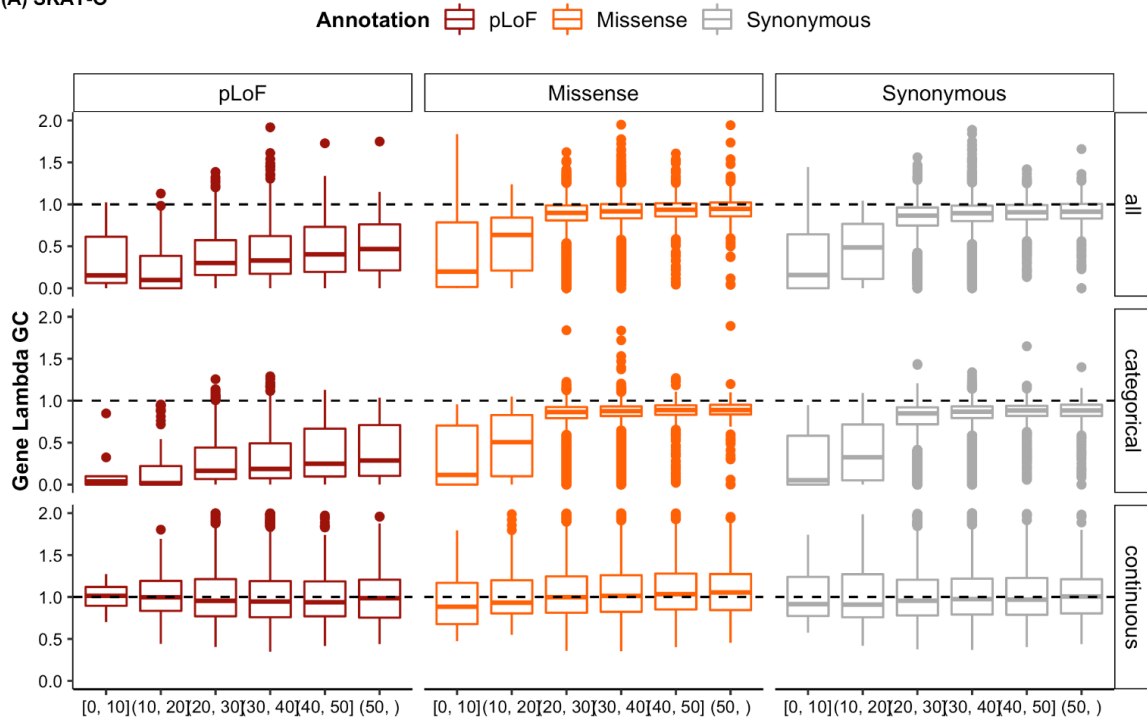 (A) SKAT-O
Annotation pLoF Missense Synonymous
pLoF Missense Synonymous
Gene Lambda GC
2.0
1.5
1.0
0.5
0.0
all
2.0
1.5
1.0
0.5
0.0
categorical
2.0
1.5
1.0
0.5
0.0
continuous
[0, 10] (10, 20] (20, 30] (30, 40] (40, 50] (50, )
[0, 10] (10, 20] (20, 30] (30, 40] (40, 50] (50, )
[0, 10] (10, 20] (20, 30] (30, 40] (40, 50] (50, )